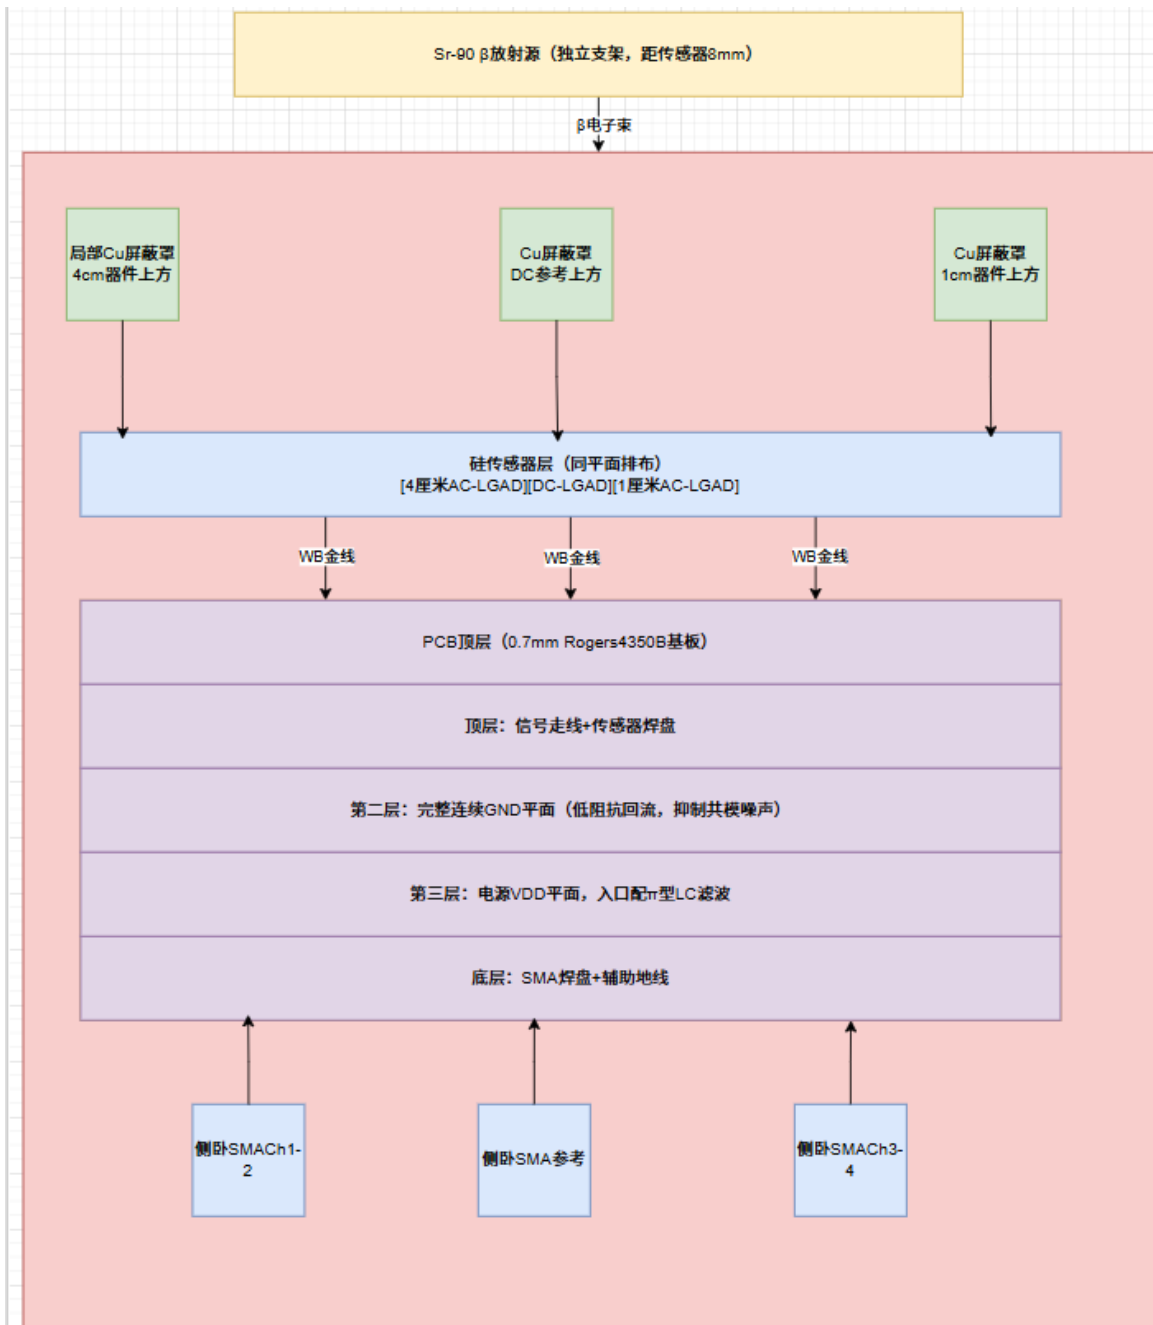 Sr-90 β放射源（独立支架，距传感器8mm）
β电子束
局部Cu屏蔽罩
4cm器件上方
Cu屏蔽罩
DC参考上方
Cu屏蔽罩
1cm器件上方
硅传感器层（同平面排布）
[4厘米AC-LGAD][DC-LGAD][1厘米AC-LGAD]
WB金线
WB金线
WB金线
PCB顶层（0.7mm Rogers4350B基板）
顶层：信号走线+传感器焊盘
第二层：完整连续GND平面（低阻抗回流，抑制共模噪声）
第三层：电源VDD平面，入口配π型LC滤波
底层：SMA焊盘+辅助地线
侧卧SMACh1-
2
侧卧SMA参考
侧卧SMACh3-
4